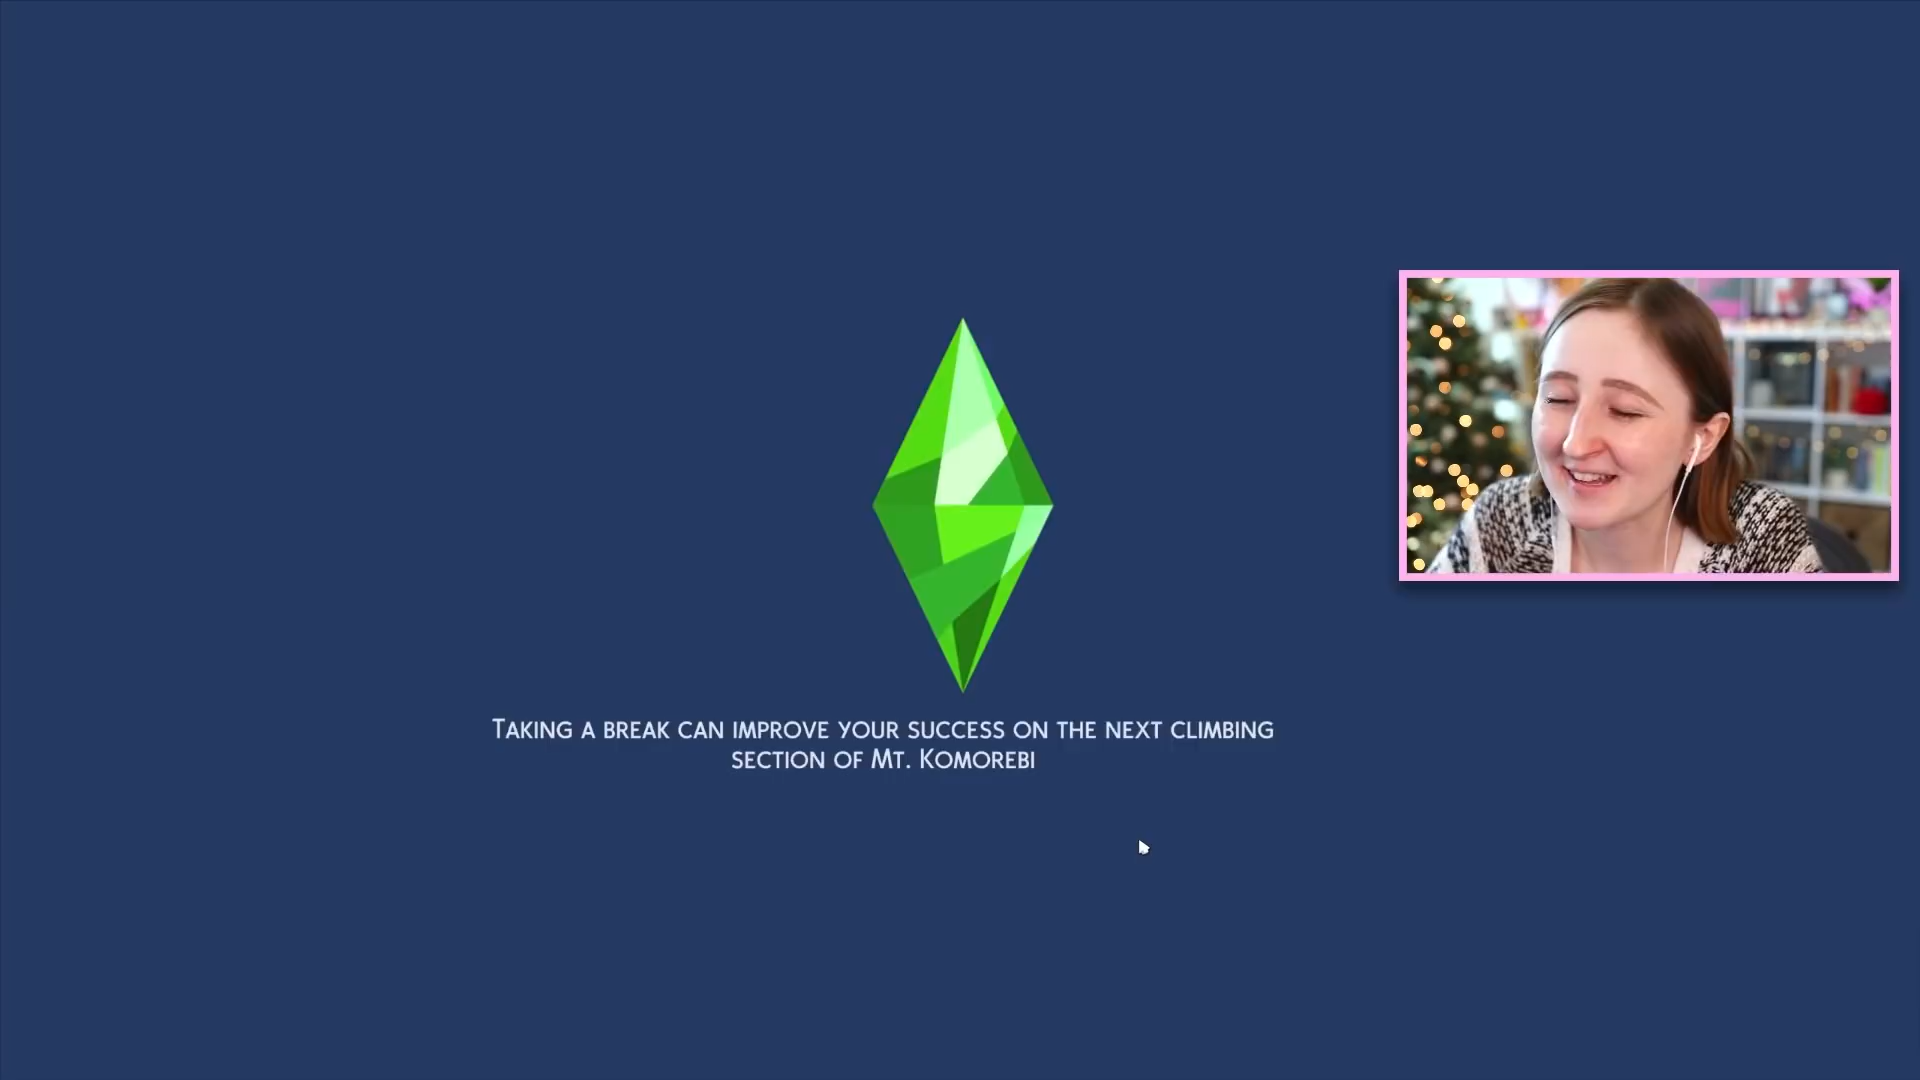 Taking a break can improve your success on the next climbing
section of Mt. Komorebi